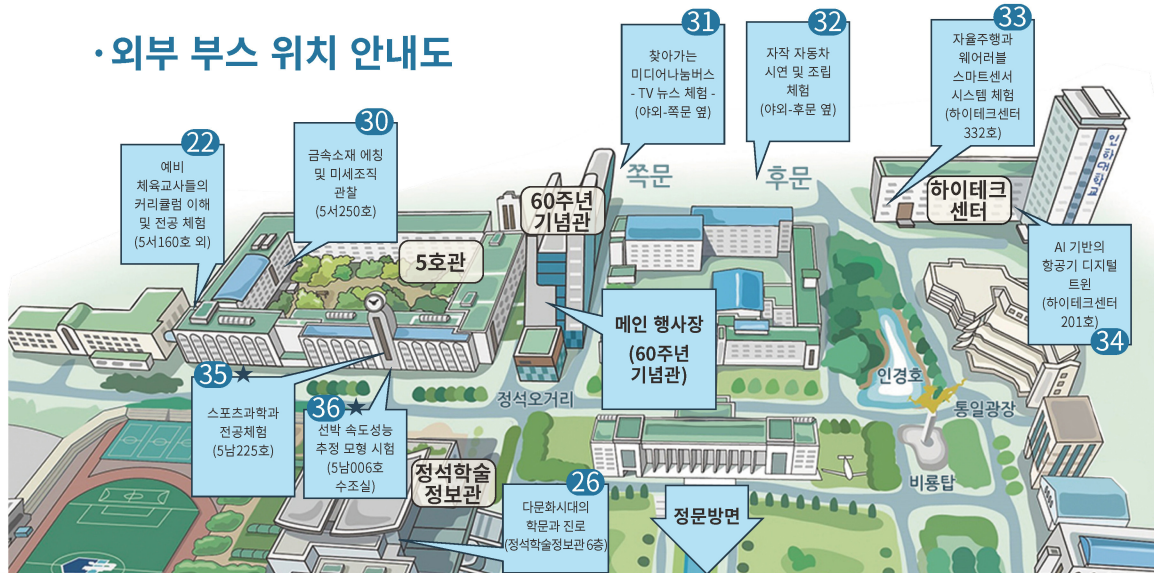 • 외부 부스 위치 안내도
22
예비
체육교사들의
커리큘럼 이해
및 전공 체험
(5서160호 외)
30
금속소재 에칭
및 미세조직
관찰
(5서250호)
31
찾아가는
미디어나눔버스
- TV 뉴스 체험 -
(야외-쪽문 옆)
32
자작 자동차
시연 및 조립
체험
(야외-후문 옆)
33
자율주행과
웨어러블
스마트센서
시스템 체험
(하이테크센터
332호)
인하대학교
쪽문
후문
60주년
기념관
하이테크
센터
5호관
AI 기반의
항공기 디지털
트윈
(하이테크센터
201호)
34
메인 행사장
(60주년
기념관)
35★
스포츠과학과
전공체험
(5남225호)
36★
선박 속도성능
추정 모형 시험
(5남006호
수조실)
정석오거리
인경호
통일광장
정석학술
정보관
비룡탑
26
다문화시대의
학문과 진로
(정석학술정보관 6층)
정문방면